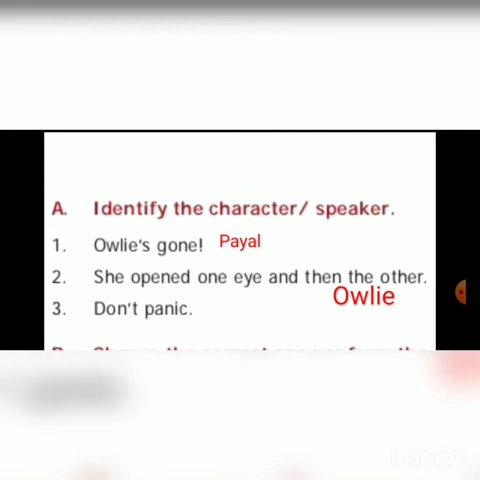 A. Identify the character/ speaker.
1. Owlie's gone! Payal
2. She opened one eye and then the other.
Owlie
3. Don't panic.
InShOt